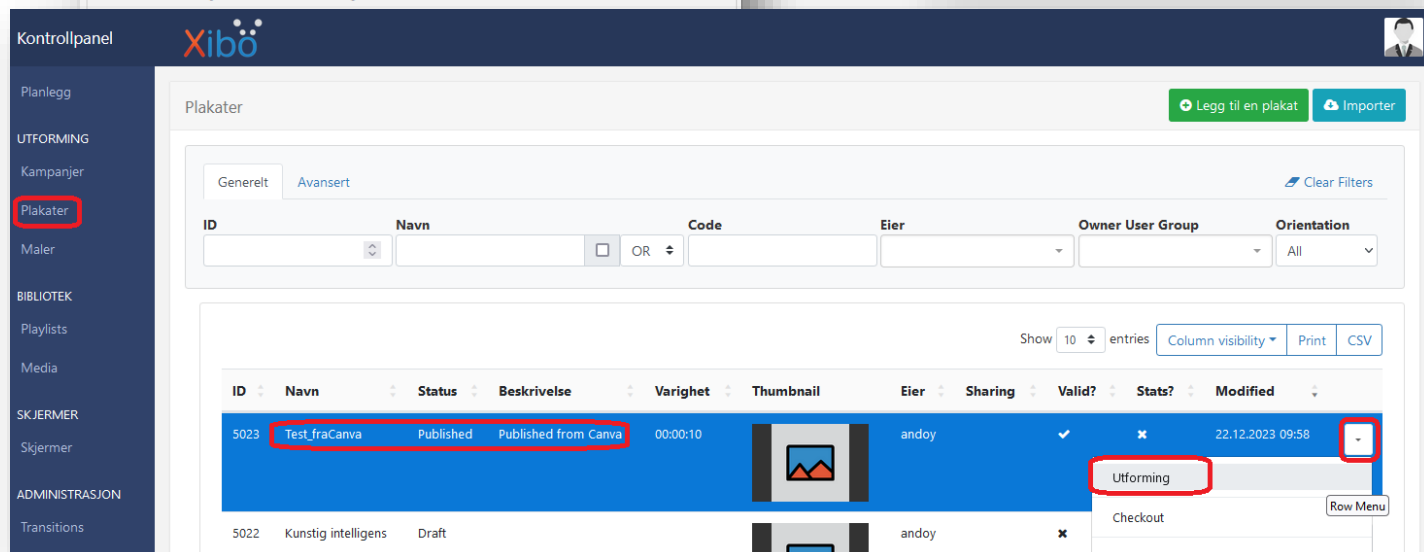 Kontrollpanel
Xibo
Planlegg
UTFORMING
Kampanjer
Plakater
Maler
BIBLIOTEK
Playlists
Media
SKJERMER
Skjermer
ADMINISTRASJON
Transitions
Plakater
Legg til en plakat Importer
Generelt Avansert Clear Filters
ID Navn Code Eier Owner User Group Orientation
OR All
Show 10 entries Column visibility Print CSV
ID Navn Status Beskrivelse Varighet Thumbnail Eier Sharing Valid? Stats? Modified
5023 Test_fraCanva Published Published from Canva 00:00:10 andoy 22.12.2023 09:58
Utforming
Row Menu
Checkout
5022 Kunstig intelligens Draft andoy